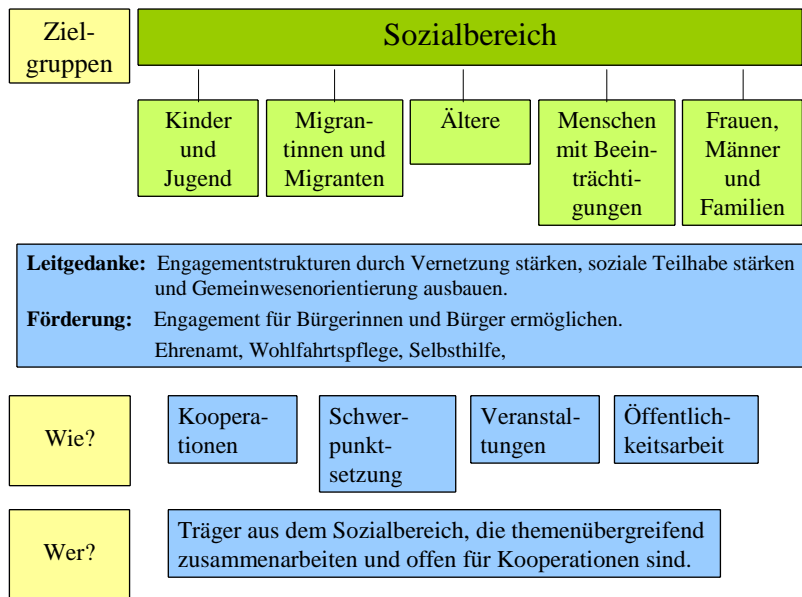 Ziel-
gruppen
Sozialbereich
Kinder
und
Jugend
Migran-
tinnen und
Migranten
Ältere
Menschen
mit Beein-
trächti-
gungen
Frauen,
Männer
und
Familien
Leitgedanke: Engagementstrukturen durch Vernetzung stärken, soziale Teilhabe stärken
und Gemeinwesenorientierung ausbauen.
Förderung: Engagement für Bürgerinnen und Bürger ermöglichen.
Ehrenamt, Wohlfahrtspflege, Selbsthilfe,
Wie?
Koopera-
tionen
Schwer-
punkt-
setzung
Veranstal-
tungen
Öffentlich-
keitsarbeit
Wer?
Träger aus dem Sozialbereich, die themenübergreifend
zusammenarbeiten und offen für Kooperationen sind.